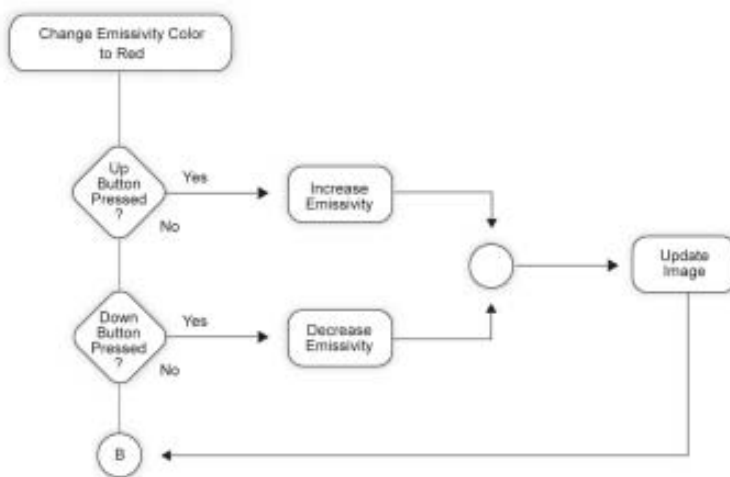 Change Emissivity Color
to Red
Up
Button
Pressed
?
Yes
No
Increase
Emissivity
Update
Image
Down
Button
Pressed
?
Yes
No
Decrease
Emissivity
B